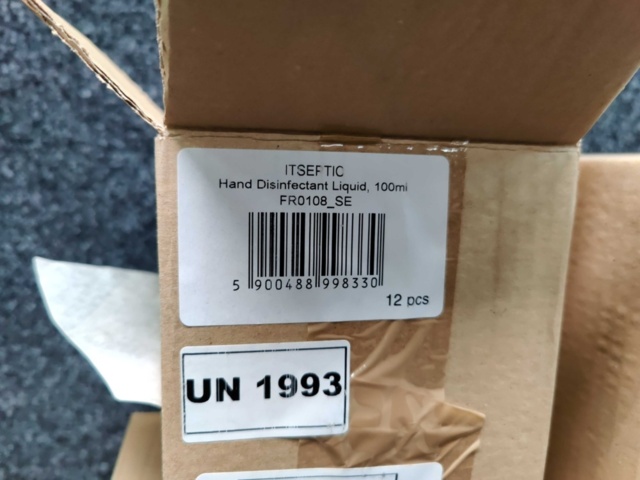 ITSEPTIC
Hand Disinfectant Liquid, 100ml
FR0108_SE
5 900488 998330
12 pcs
UN 1993